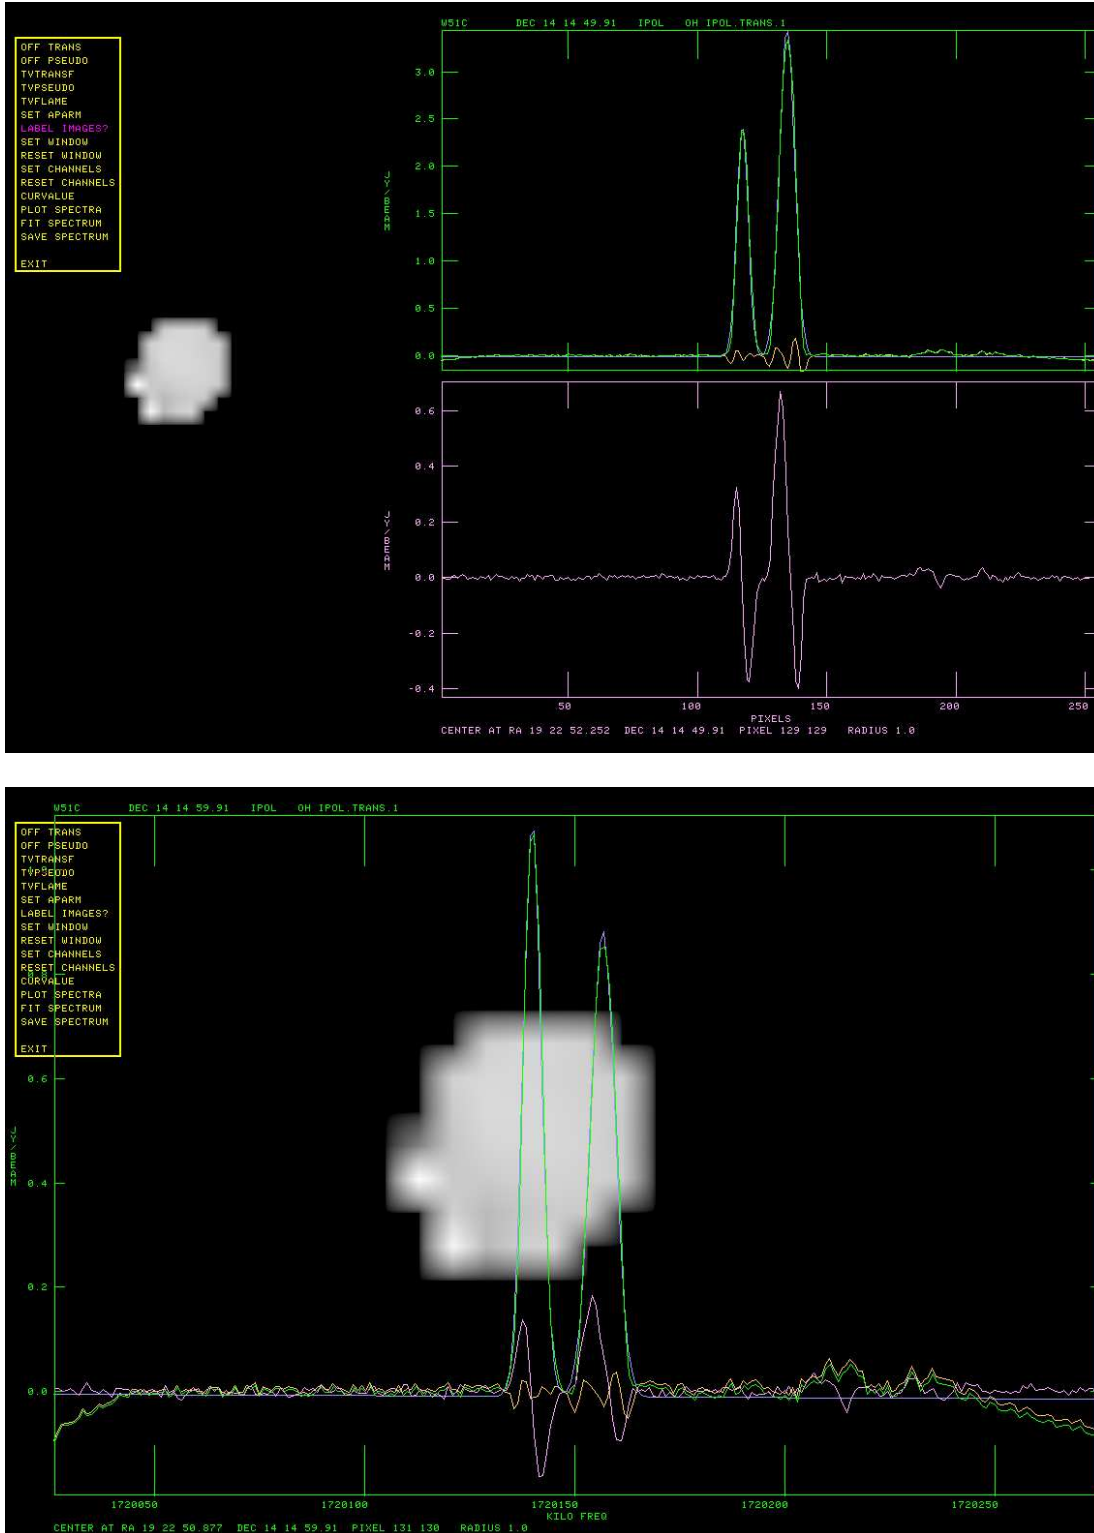 W51C DEC 14 14 49.91 IPOL OH IPOL.TRANS.1
OFF TRANS
OFF PSEUDO
TVTRANSF
TVPSEUDO
TVFLAME
SET APARM
LABEL IMAGES?
SET WINDOW
RESET WINDOW
SET CHANNELS
RESET CHANNELS
CURVALUE
PLOT SPECTRA
FIT SPECTRUM
SAVE SPECTRUM
EXIT
3.0
2.5
2.0
1.5
1.0
0.5
0.0
JY/BEAM
0.6
0.4
0.2
0.0
-0.2
-0.4
JY/BEAM
50 100 150 200 250
PIXELS
CENTER AT RA 19 22 52.252 DEC 14 14 49.91 PIXEL 129 129 RADIUS 1.0
W51C DEC 14 14 59.91 IPOL OH IPOL.TRANS.1
OFF TRANS
OFF PSEUDO
TVTRANSF
TVPSEUDO
TVFLAME
SET APARM
LABEL IMAGES?
SET WINDOW
RESET WINDOW
SET CHANNELS
RESET CHANNELS
CURVALUE
PLOT SPECTRA
FIT SPECTRUM
SAVE SPECTRUM
EXIT
0.6
0.4
0.2
0.0
JY/BEAM
1720050 1720100 1720150 1720200 1720250
KILO FREQ
CENTER AT RA 19 22 50.877 DEC 14 14 59.91 PIXEL 131 130 RADIUS 1.0